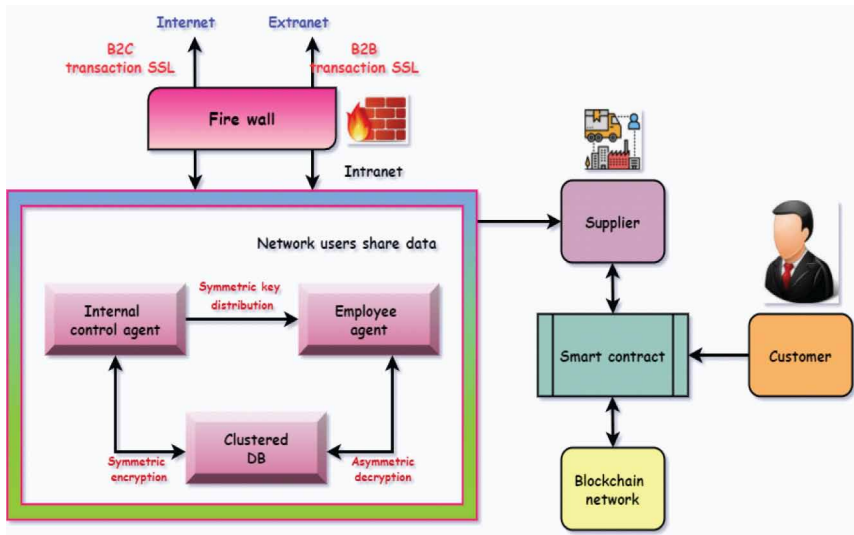 Internet
Extranet
B2C
transaction SSL
B2B
transaction SSL
Fire wall
Intranet
Network users share data
Symmetric key
distribution
Internal
control agent
Employee
agent
Clustered
DB
Symmetric
encryption
Asymmetric
decryption
Supplier
Smart contract
Customer
Blockchain
network